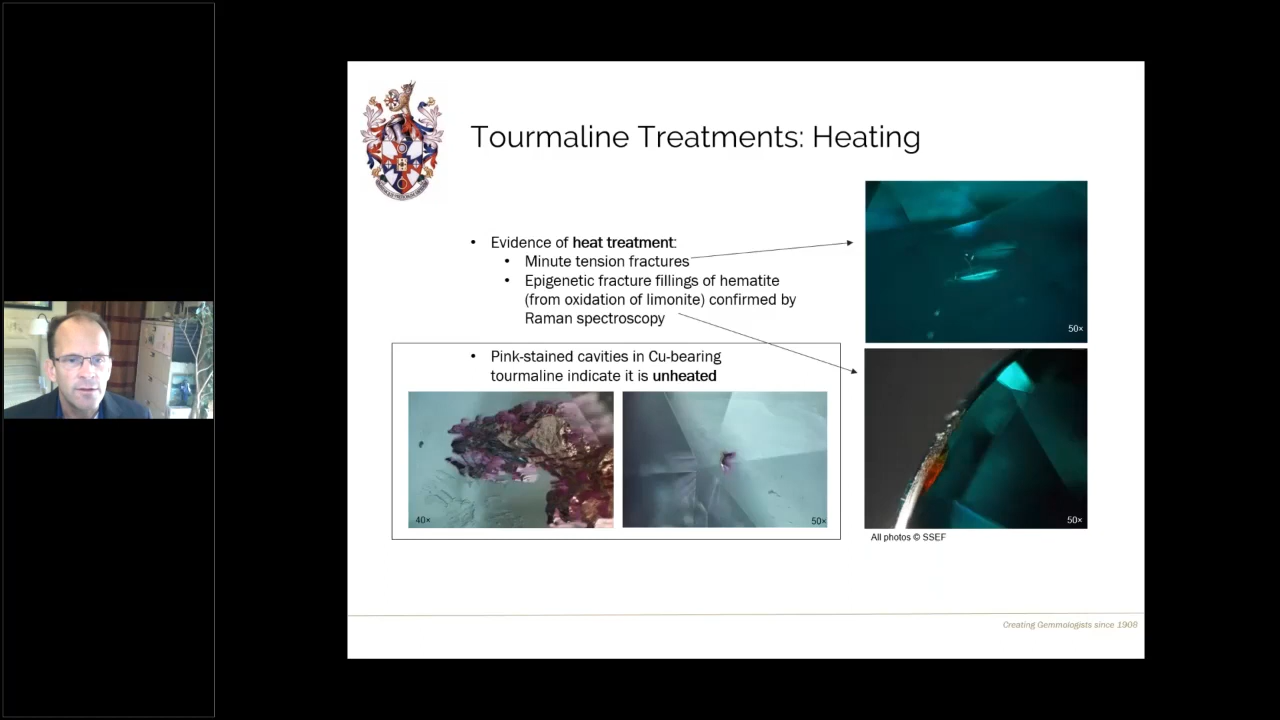 Tourmaline Treatments: Heating
• Evidence of heat treatment:
• Minute tension fractures
• Epigenetic fracture fillings of hematite
(from oxidation of limonite) confirmed by
Raman spectroscopy
• Pink-stained cavities in Cu-bearing
tourmaline indicate it is unheated
40×
50×
50×
50×
All photos © SSEF
Creating Gemmologists since 1908